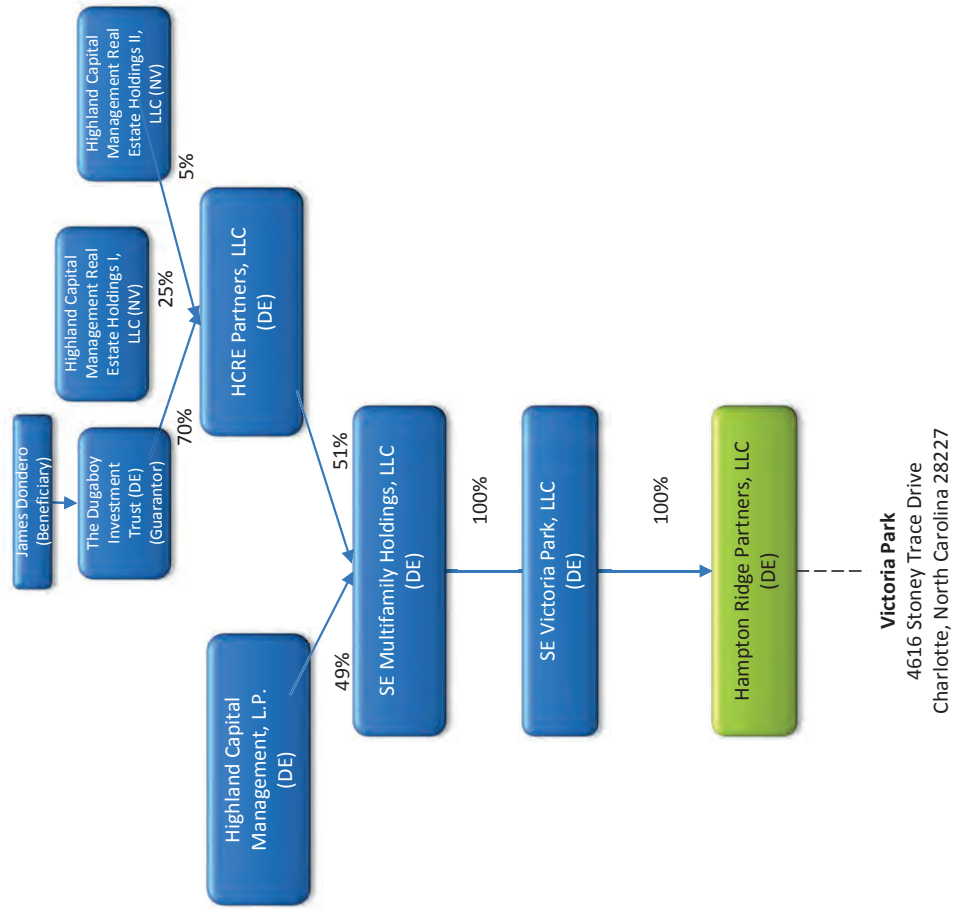 James Dondero
(Beneficiary)
The Dugaboy
Investment
Trust (DE)
(Guarantor)
Highland Capital
Management Real
Estate Holdings I,
LLC (NV)
Highland Capital
Management Real
Estate Holdings II,
LLC (NV)
70%
25%
5%
Highland Capital
Management, L.P.
(DE)
HCRE Partners, LLC
(DE)
49%
51%
SE Multifamily Holdings, LLC
(DE)
100%
SE Victoria Park, LLC
(DE)
100%
Hampton Ridge Partners, LLC
(DE)
Victoria Park
4616 Stoney Trace Drive
Charlotte, North Carolina 28227